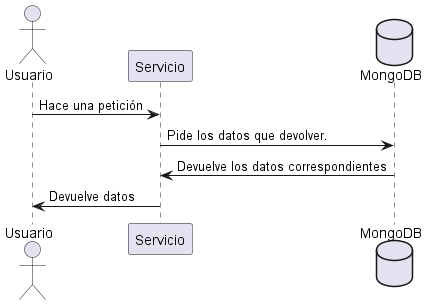 Usuario
Servicio
MongoDB
Hace una petición
Pide los datos que devolver.
Devuelve los datos correspondientes
Devuelve datos
Usuario
Servicio
MongoDB